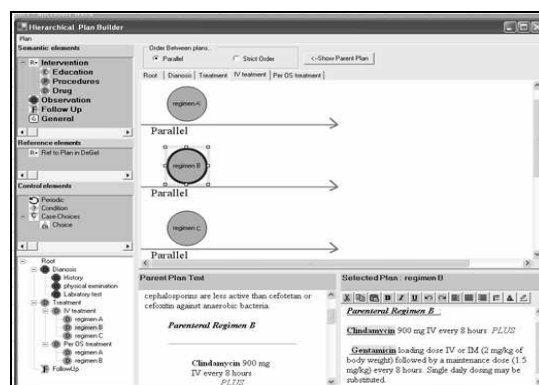 Hierarchical Plan Builder
Plan
Semantic elements
Intervention
Education
Procedures
Drug
Observation
Follow Up
General
Reference elements
Ref to Plan in DeGel
Control elements
Periodic
Condition
Case-Choices
Choice
Root
Dianosis
History
physical exmination
Labratory test
Treatment
IV teatment
regimen A
regimen B
regimen C
Per OS treatment
regimen A
regimen B
FollowUp
Order Between plans.
Parallel
Strict Order
<-Show Parent Plan
Root
Dianosis
Treatment
IV teatment
Per OS treatment
regimen A
Parallel
regimen B
Parallel
regimen C
Parallel
Parent Plan Text
cephalosporins are less active than cefotetan or
cefoxitin against anaerobic bacteria.
Parenteral Regimen B
Clindamycin 900 mg
IV every 8 hours
PLUS
Selected Plan : regimen B
Parenteral Regimen B :
Clindamycin 900 mg IV every 8 hours PLUS
Gentamicin loading dose IV or IM (2 mg/kg of
body weight) followed by a maintenance dose (1.5
mg/kg) every 8 hours. Single daily dosing may be
substituted.